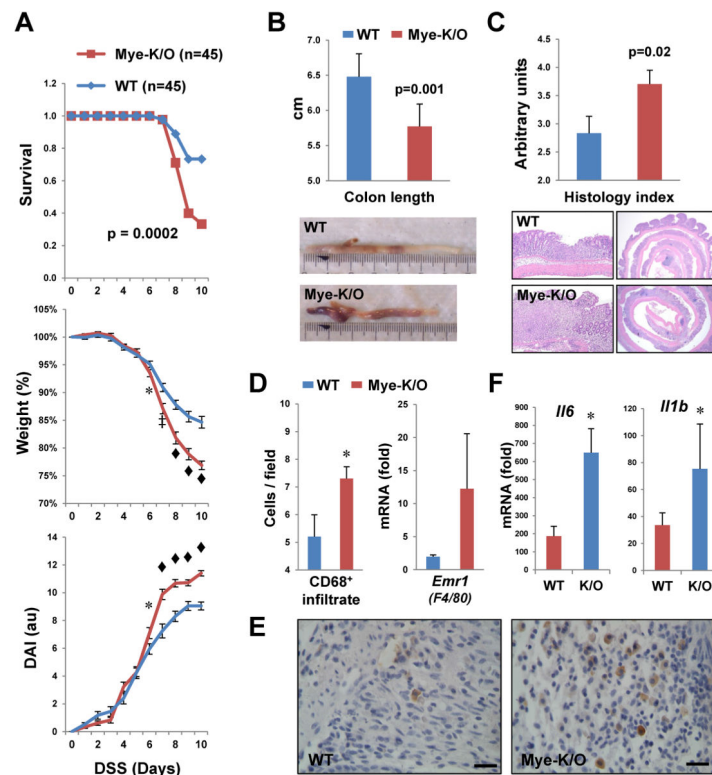 A
Mye-K/O (n=45)
WT (n=45)
Survival
1.2
1.0
0.8
0.6
0.4
0.2
0.0
p = 0.0002
0 2 4 6 8 10
Weight (%)
105%
100%
95%
90%
85%
80%
75%
70%
0 2 4 6 8 10
*
‡
♦
♦
♦
DAI (au)
14
12
10
8
6
4
2
0
*
♦ ♦ ♦ ♦
0 2 4 6 8 10
DSS (Days)
B
WT Mye-K/O
cm
7.0
6.5
6.0
5.5
5.0
p=0.001
Colon length
WT
Mye-K/O
C
Arbitrary units
4.5
4.0
3.5
3.0
2.5
2.0
p=0.02
Histology index
WT
Mye-K/O
D
WT Mye-K/O
Cells / field
9
8
7
6
5
4
*
CD68+
infiltrate
mRNA (fold)
25
20
15
10
5
0
Emr1
(F4/80)
F
mRNA (fold)
900
800
700
600
500
400
300
200
100
0
Il6
*
WT K/O
120
100
80
60
40
20
0
Il1b
*
WT K/O
E
WT
Mye-K/O